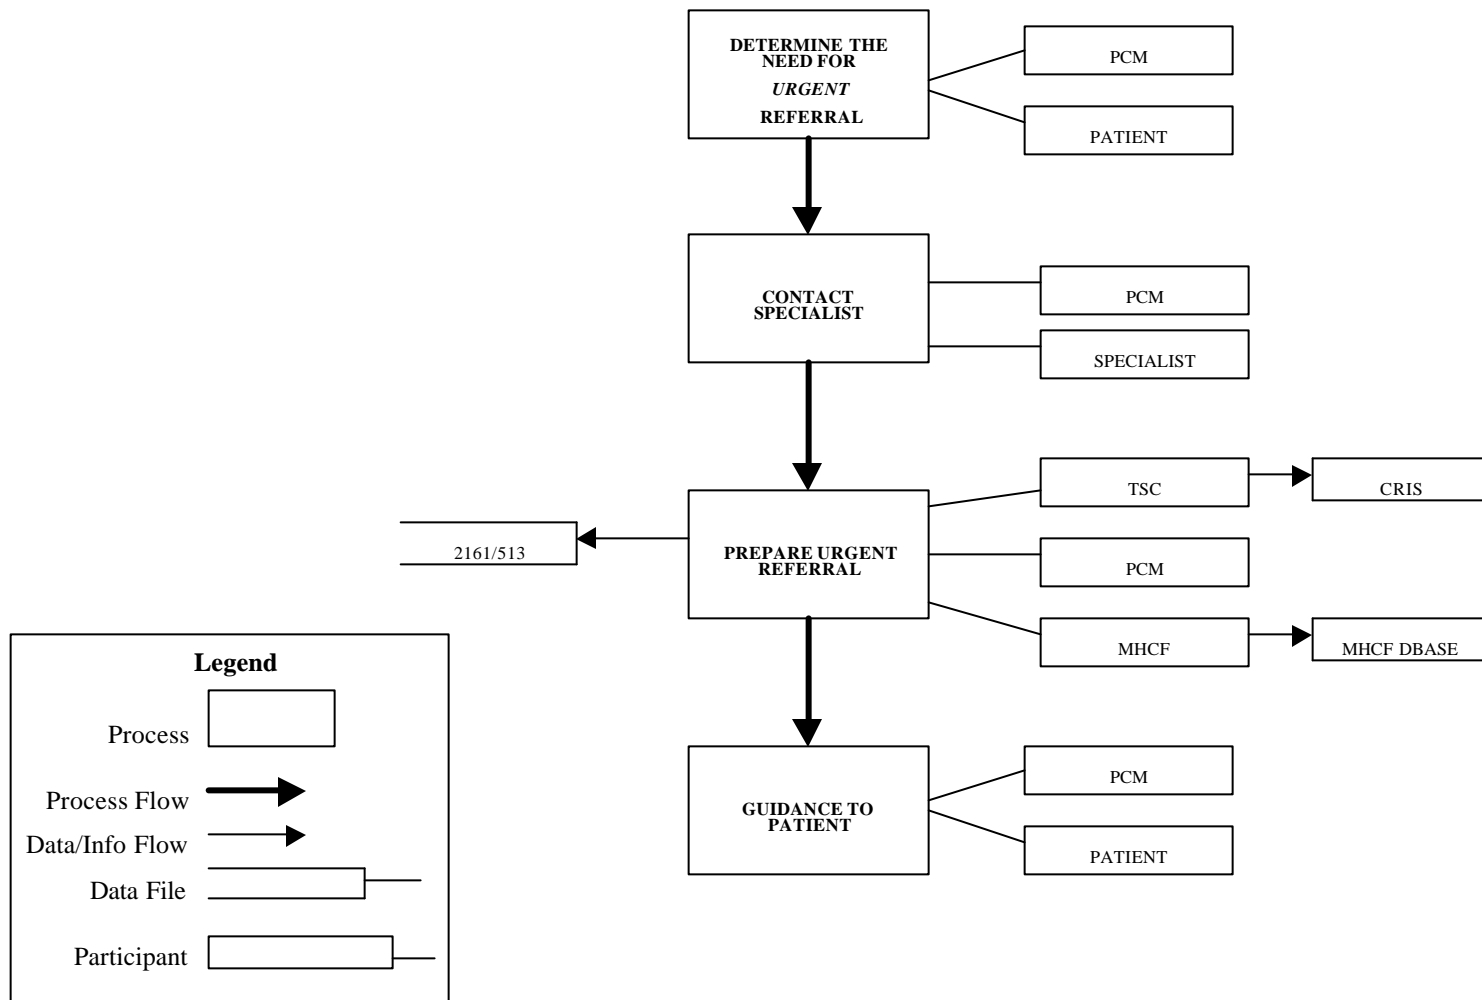 DETERMINE THE
NEED FOR
URGENT
REFERRAL
PCM
PATIENT
CONTACT
SPECIALIST
PCM
SPECIALIST
2161/513
PREPARE URGENT
REFERRAL
TSC
CRIS
PCM
MHCF
MHCF DBASE
GUIDANCE TO
PATIENT
PCM
PATIENT
Legend
Process
Process Flow
Data/Info Flow
Data File
Participant